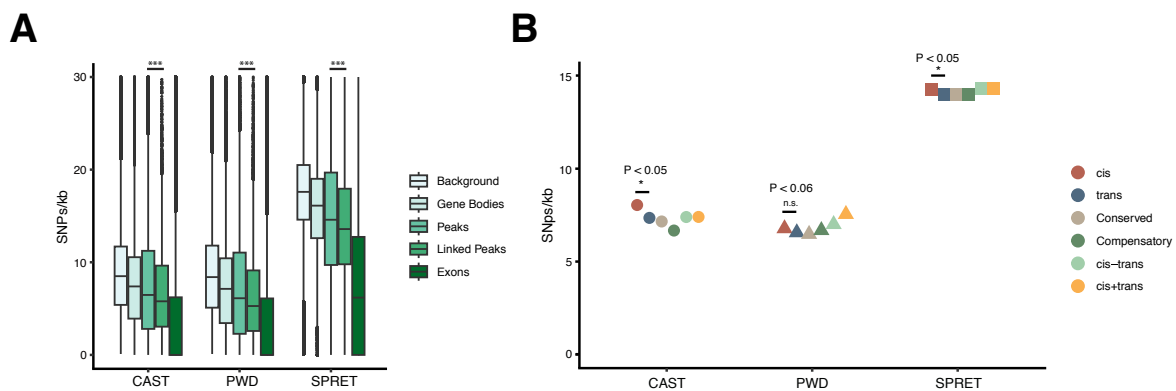 A
SNPs/kb
30
20
10
0
***
***
***
CAST
PWD
SPRET
Background
Gene Bodies
Peaks
Linked Peaks
Exons
B
SNps/kb
15
10
5
0
P < 0.05
*
P < 0.06
n.s.
P < 0.05
*
CAST
PWD
SPRET
cis
trans
Conserved
Compensatory
cis−trans
cis+trans